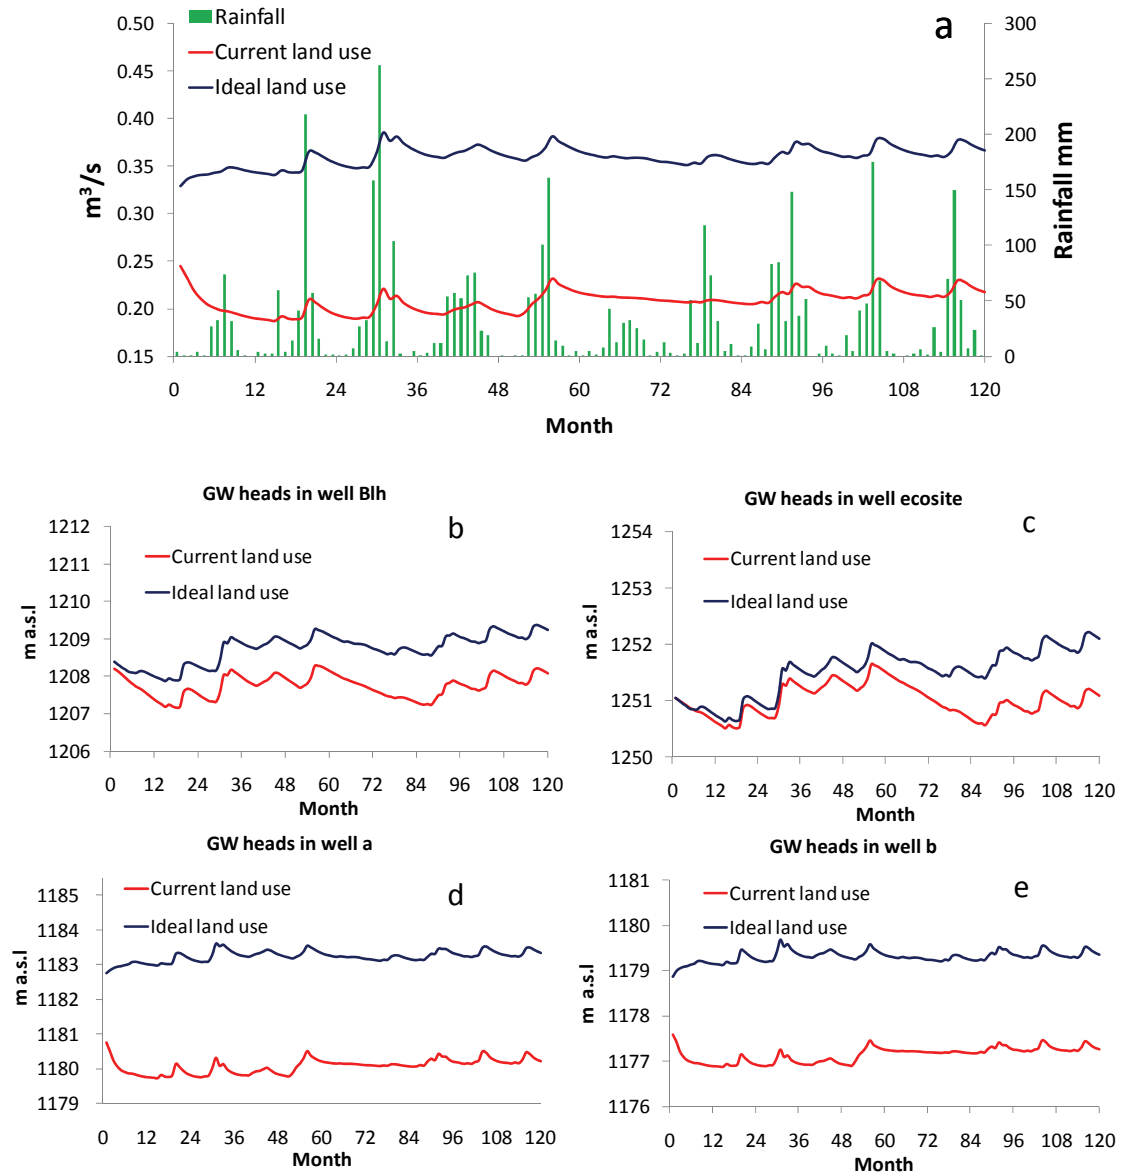 a
Rainfall
Current land use
Ideal land use
0.50
0.45
0.40
0.35
0.30
0.25
0.20
0.15
m³/s
300
250
200
150
100
50
0
Rainfall mm
0 12 24 36 48 60 72 84 96 108 120
Month
GW heads in well Blh
b
Current land use
Ideal land use
1212
1211
1210
1209
1208
1207
1206
m a.s.l
0 12 24 36 48 60 72 84 96 108 120
Month
GW heads in well ecosite
c
Current land use
Ideal land use
1254
1253
1252
1251
1250
m a.s.l
0 12 24 36 48 60 72 84 96 108 120
Month
GW heads in well a
d
Current land use
Ideal land use
1185
1184
1183
1182
1181
1180
1179
m a.s.l
0 12 24 36 48 60 72 84 96 108 120
Month
GW heads in well b
e
Current land use
Ideal land use
1181
1180
1179
1178
1177
1176
m a.s.l
0 12 24 36 48 60 72 84 96 108 120
Month